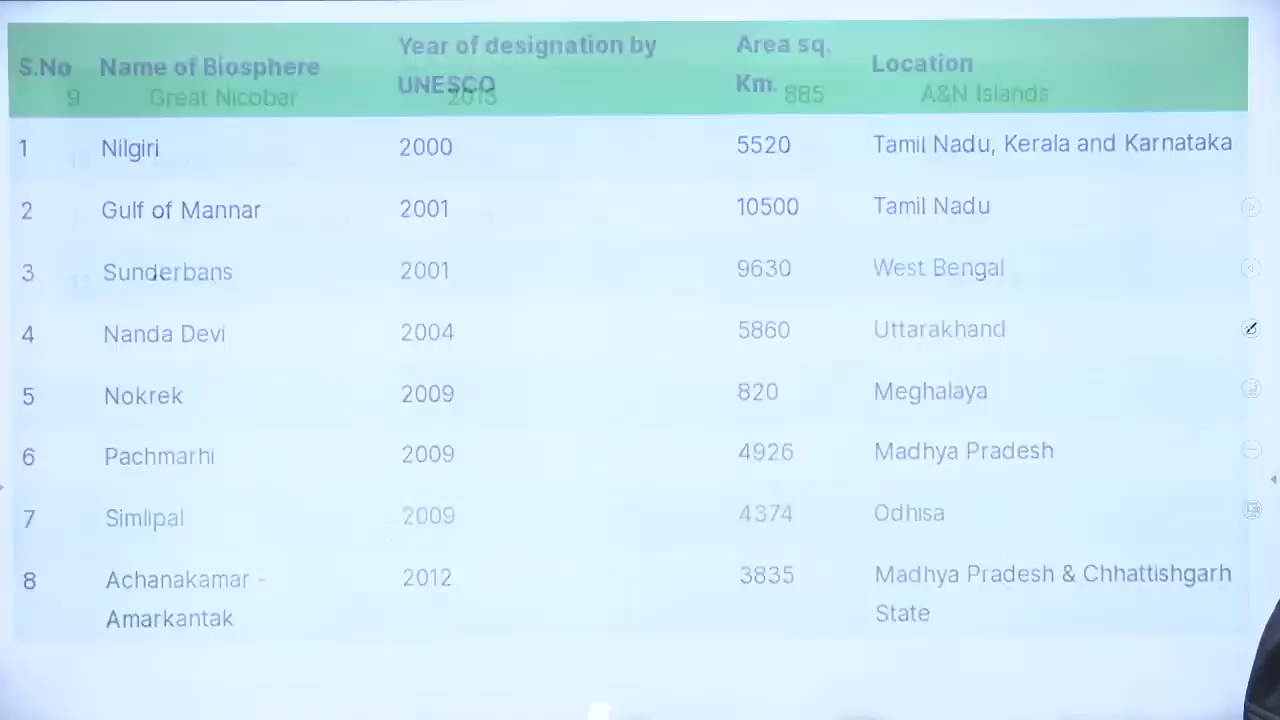 S.No Name of Biosphere Year of designation by UNESCO Area sq. Km. Location
9 Great Nicobar 2013 885 A&N Islands
1 Nilgiri 2000 5520 Tamil Nadu, Kerala and Karnataka
2 Gulf of Mannar 2001 10500 Tamil Nadu
3 Sunderbans 2001 9630 West Bengal
4 Nanda Devi 2004 5860 Uttarakhand
5 Nokrek 2009 820 Meghalaya
6 Pachmarhi 2009 4926 Madhya Pradesh
7 Simlipal 2009 4374 Odhisa
8 Achanakamar - Amarkantak 2012 3835 Madhya Pradesh & Chhattishgarh State